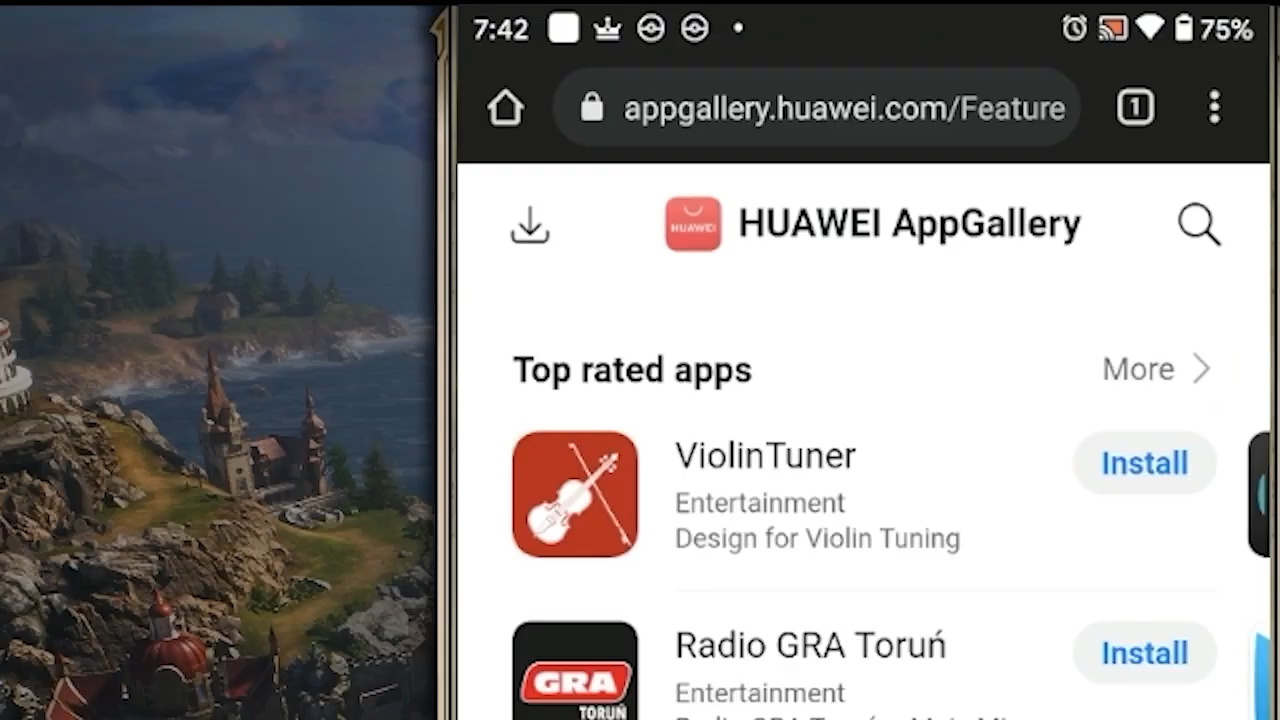 7:42
75%
appgallery.huawei.com/Feature
1
HUAWEI
HUAWEI AppGallery
Top rated apps
More
ViolinTuner
Install
Entertainment
Design for Violin Tuning
Radio GRA Toruń
Install
GRA
TORUŃ
Entertainment